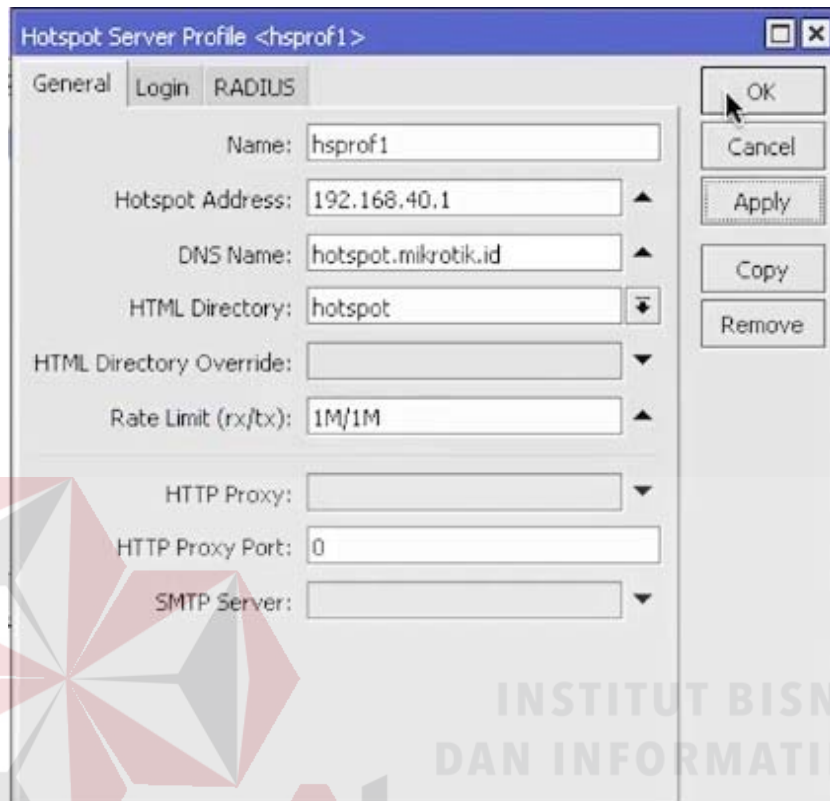 Hotspot Server Profile <hsprof1>
General Login RADIUS
OK
Name: hsprof1
Cancel
Hotspot Address: 192.168.40.1
Apply
DNS Name: hotspot.mikrotik.id
Copy
HTML Directory: hotspot
Remove
HTML Directory Override:
Rate Limit (rx/tx): 1M/1M
HTTP Proxy:
HTTP Proxy Port: 0
SMTP Server:
INSTITUT BISN
DAN INFORMATI